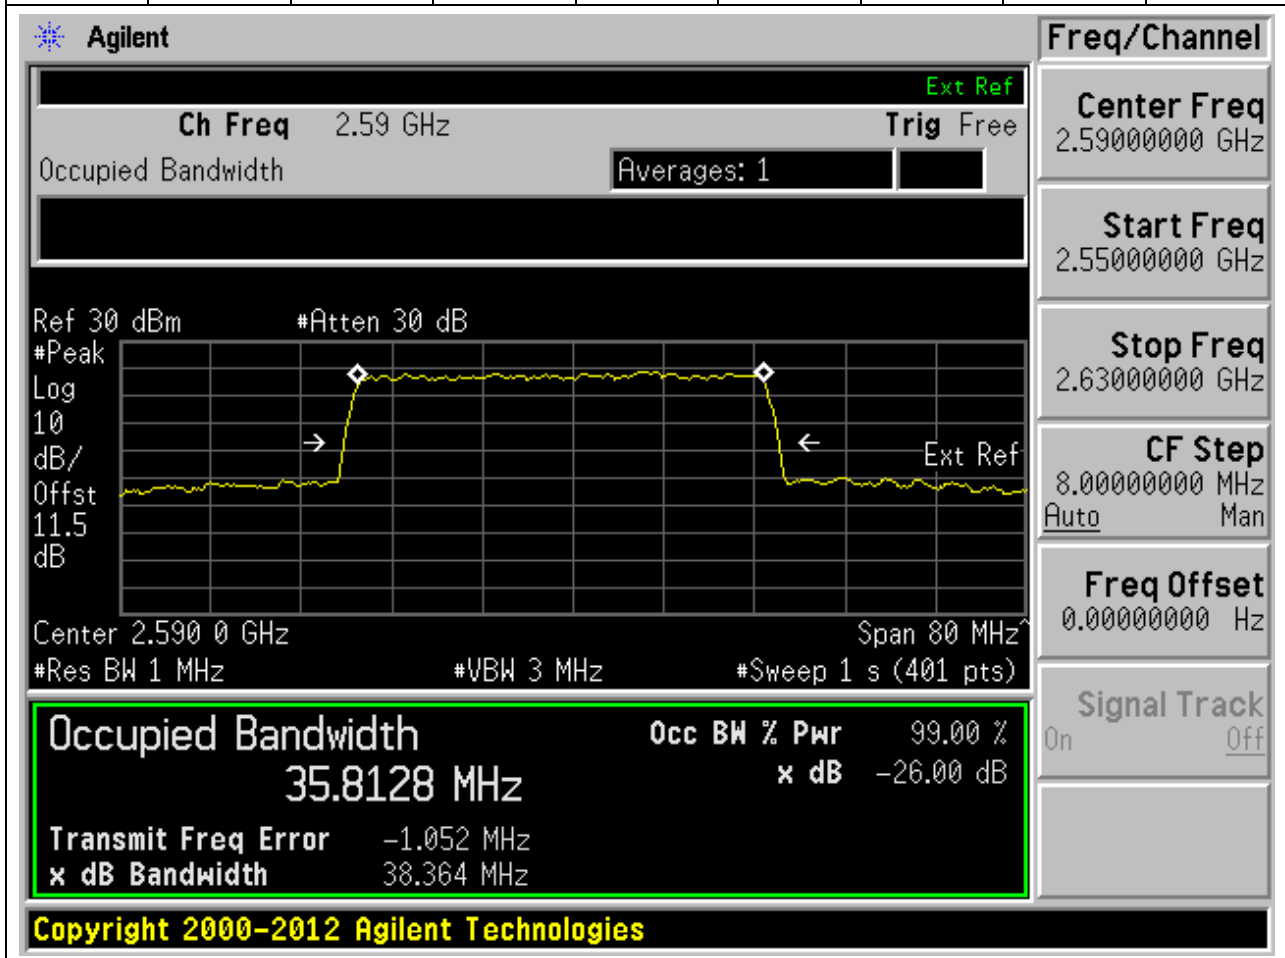 Agilent
Freq/Channel
Ext Ref
Ch Freq 2.59 GHz Trig Free
Occupied Bandwidth Averages: 1
Center Freq
2.59000000 GHz
Start Freq
2.55000000 GHz
Stop Freq
2.63000000 GHz
CF Step
8.00000000 MHz
Auto Man
Freq Offset
0.00000000 Hz
Signal Track
On Off
Ref 30 dBm #Atten 30 dB
#Peak
Log
10
dB/
Offst
11.5
dB
Ext Ref
Center 2.590 0 GHz Span 80 MHz^
#Res BW 1 MHz #VBW 3 MHz #Sweep 1 s (401 pts)
Occupied Bandwidth
35.8128 MHz
Occ BW % Pwr 99.00 %
x dB -26.00 dB
Transmit Freq Error -1.052 MHz
x dB Bandwidth 38.364 MHz
Copyright 2000-2012 Agilent Technologies